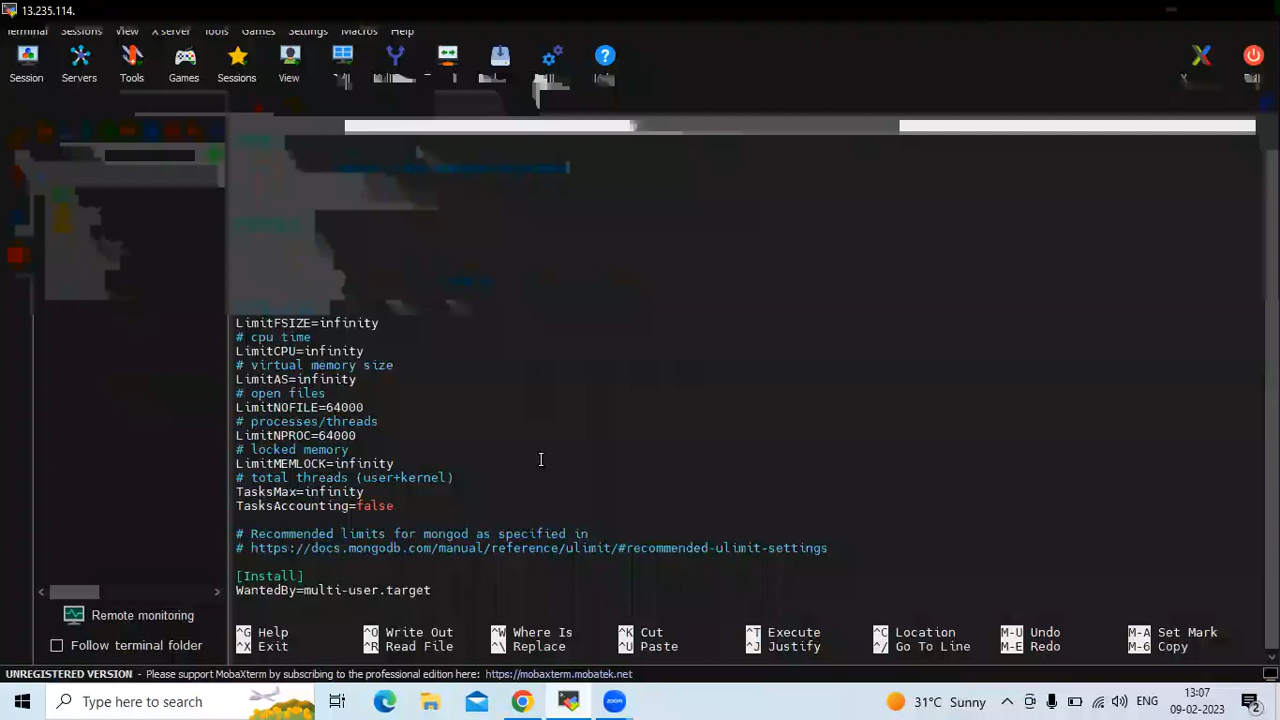 13.235.114.
Terminal Sessions View X server Tools Games Settings Macros Help
Session Servers Tools Games Sessions View
LimitFSIZE=infinity
# cpu time
LimitCPU=infinity
# virtual memory size
LimitAS=infinity
# open files
LimitNOFILE=64000
# processes/threads
LimitNPROC=64000
# locked memory
LimitMEMLOCK=infinity
# total threads (user+kernel)
TasksMax=infinity
TasksAccounting=false
# Recommended limits for mongod as specified in
# https://docs.mongodb.com/manual/reference/ulimit/#recommended-ulimit-settings
[Install]
WantedBy=multi-user.target
Remote monitoring
Follow terminal folder
^G Help ^O Write Out ^W Where Is ^K Cut ^T Execute ^C Location M-U Undo M-A Set Mark
^X Exit ^R Read File ^\ Replace ^U Paste ^J Justify ^/ Go To Line M-E Redo M-6 Copy
UNREGISTERED VERSION - Please support MobaXterm by subscribing to the professional edition here: https://mobaxterm.mobatek.net
Type here to search
zoom
31°C Sunny
13:07
09-02-2023
2